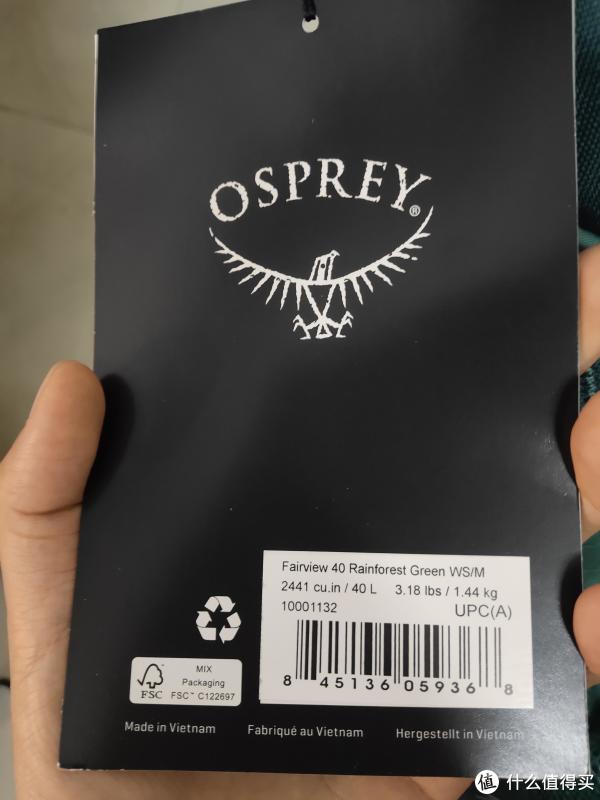 OSPREY®
Fairview 40 Rainforest Green WS/M
2441 cu.in / 40 L 3.18 lbs / 1.44 kg
10001132 UPC(A)
8 45136 05936 8
MIX
Packaging
FSC FSC™ C122697
Made in Vietnam Fabriqué au Vietnam Hergestellt in Vietnam
值 什么值得买